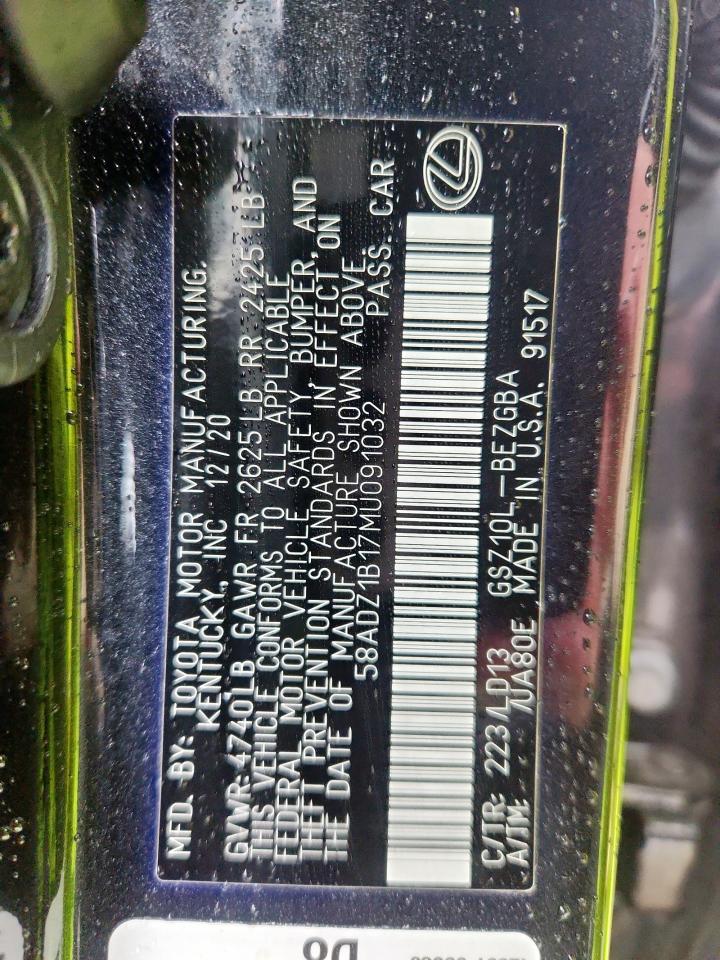 MFD. BY: TOYOTA MOTOR MANUFACTURING.
KENTUCKY, INC 12/20
GVWR 4740LB GAWR FR 2625 LB RR 2425 LB
THIS VEHICLE CONFORMS TO ALL APPLICABLE
FEDERAL MOTOR VEHICLE SAFETY, BUMPER, AND
THEFT PREVENTION STANDARDS IN EFFECT ON
THE DATE OF MANUFACTURE SHOWN ABOVE
58ADZ1B17MU091032 PASS. CAR
C/TR: 223/LD13 GSZ10L-BEZGBA
A/TM: /UA80E MADE IN U.S.A. 91517
D8